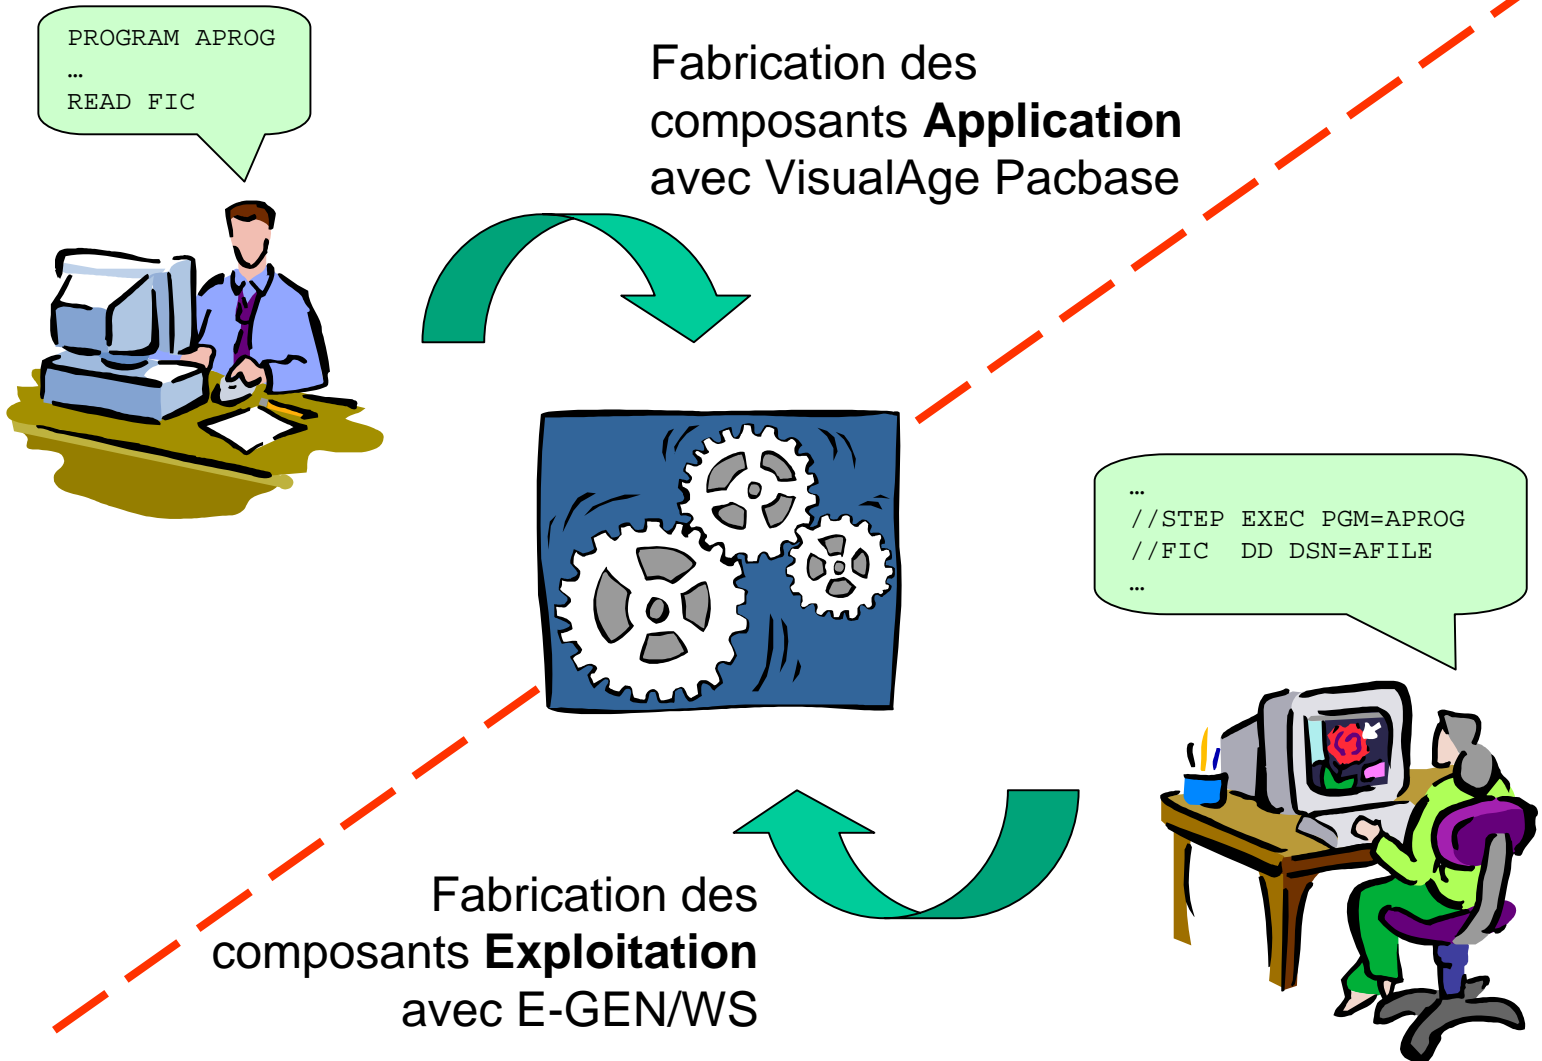 PROGRAM APROG
…
READ FIC
Fabrication des
composants Application
avec VisualAge Pacbase
…
//STEP EXEC PGM=APROG
//FIC  DD DSN=AFILE
…
Fabrication des
composants Exploitation
avec E-GEN/WS